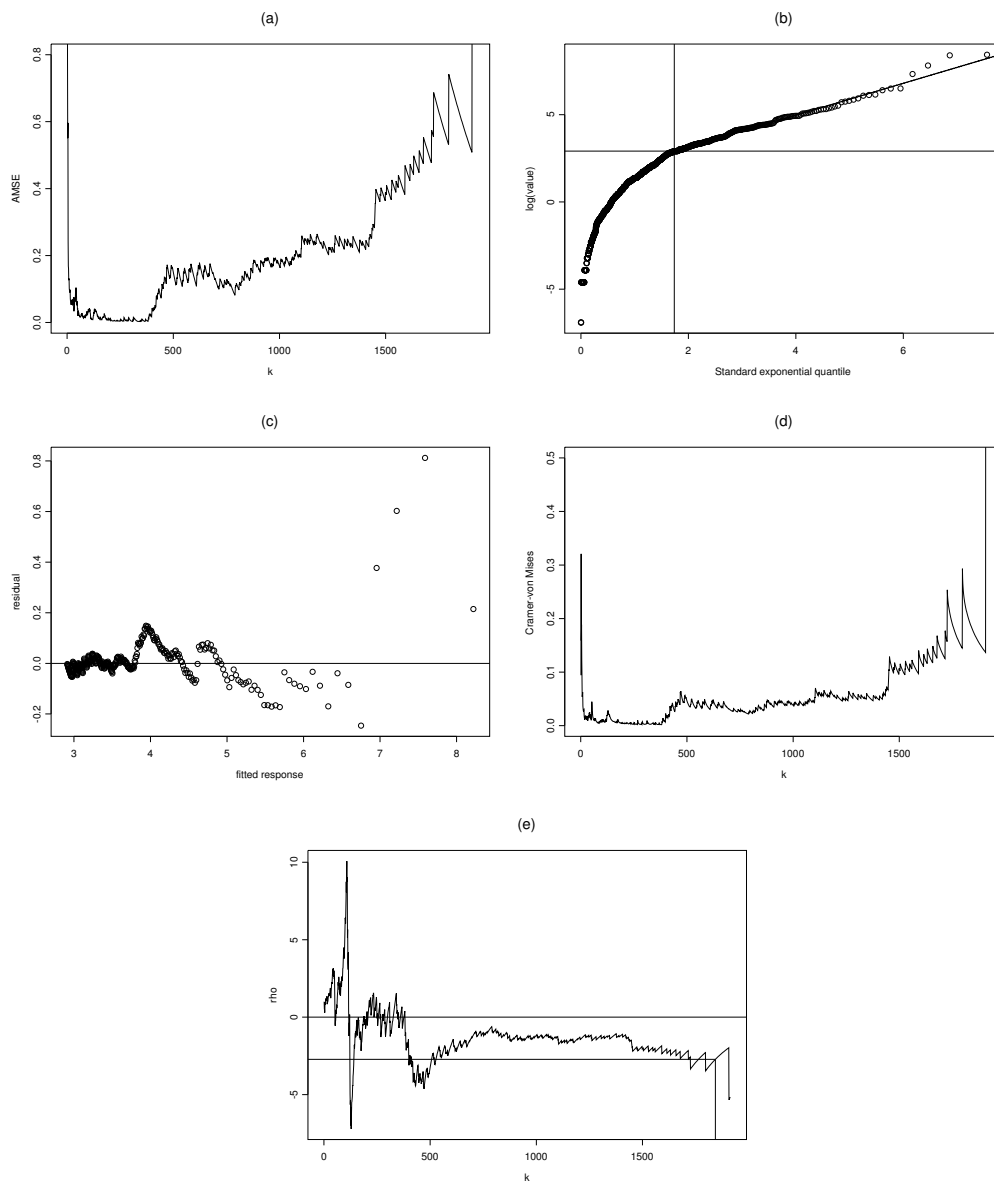 (a)
AMSE
0.0 0.2 0.4 0.6 0.8
0 500 1000 1500
k
(b)
log(value)
-5 0 5
0 2 4 6
Standard exponential quantile
(c)
residual
-0.2 0.0 0.2 0.4 0.6 0.8
3 4 5 6 7 8
fitted response
(d)
Cramer-von Mises
0.0 0.1 0.2 0.3 0.4 0.5
0 500 1000 1500
k
(e)
rho
-5 0 5 10
0 500 1000 1500
k